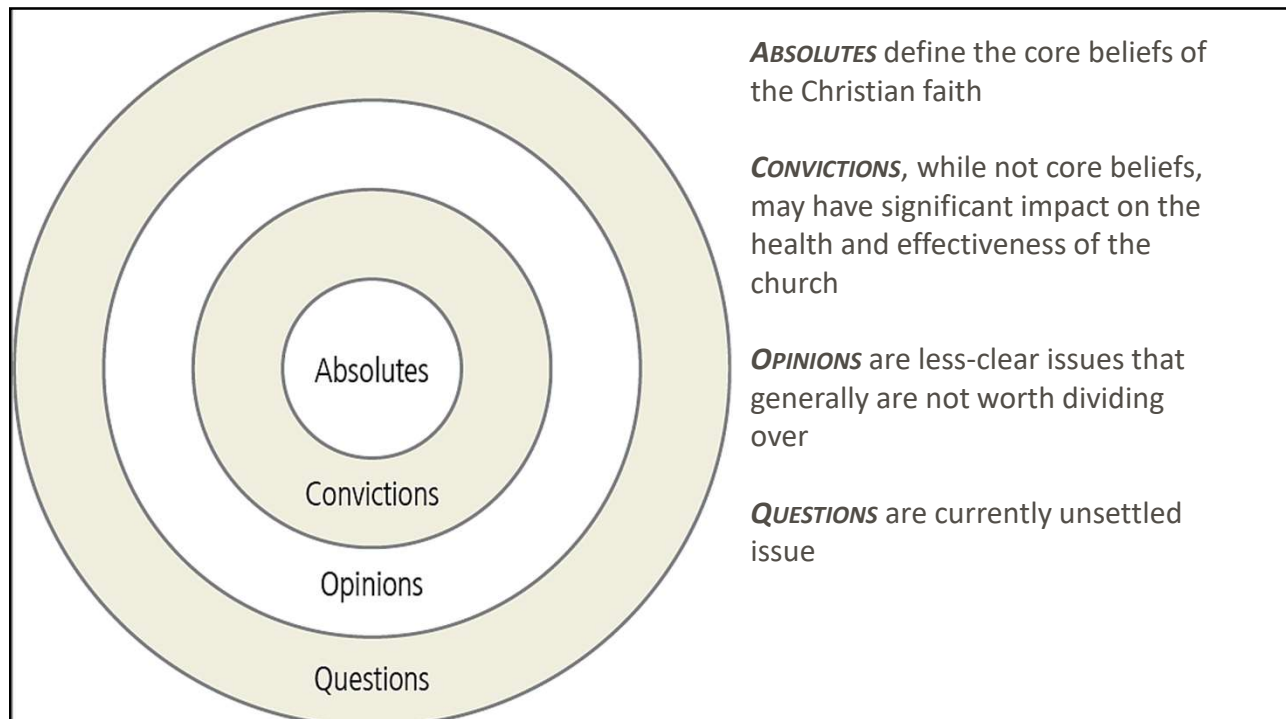 Absolutes
Convictions
Opinions
Questions
ABSOLUTES define the core beliefs of
the Christian faith
CONVICTIONS, while not core beliefs,
may have significant impact on the
health and effectiveness of the
church
OPINIONS are less-clear issues that
generally are not worth dividing
over
QUESTIONS are currently unsettled
issue